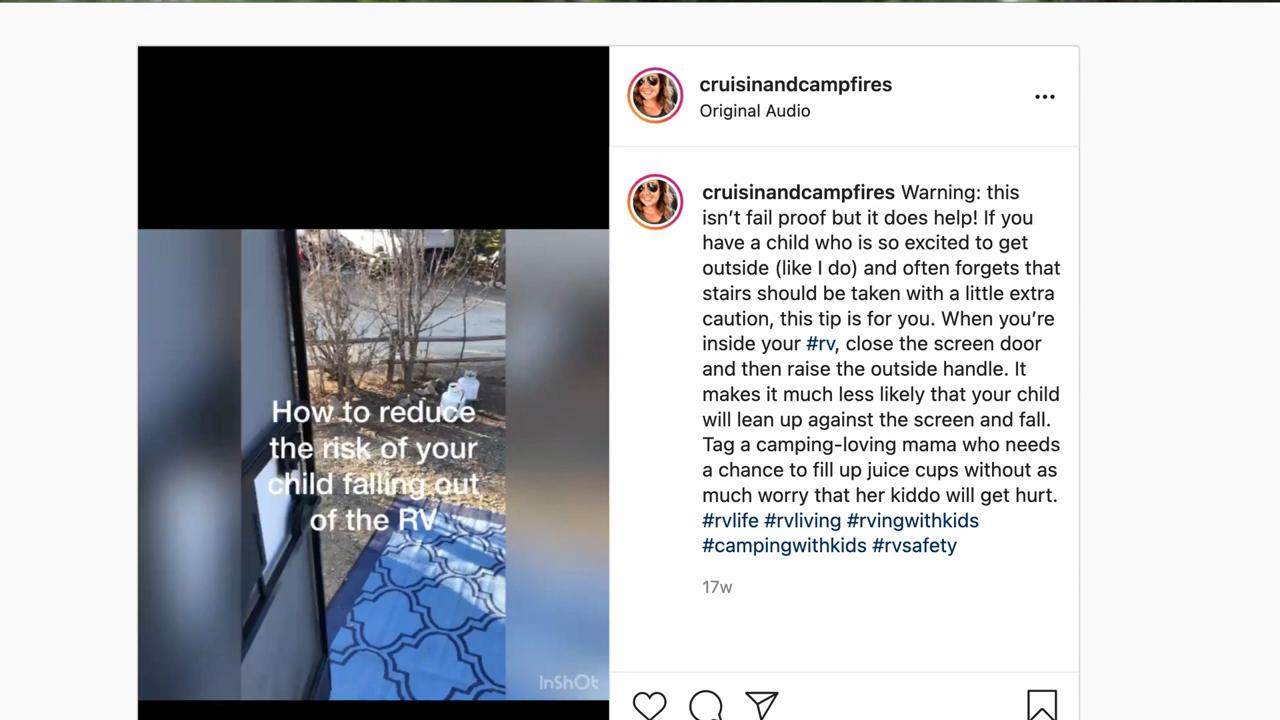 cruisinandcampfires
Original Audio
How to reduce
the risk of your
child falling out
of the RV
InShOt
cruisinandcampfires Warning: this
isn’t fail proof but it does help! If you
have a child who is so excited to get
outside (like I do) and often forgets that
stairs should be taken with a little extra
caution, this tip is for you. When you’re
inside your #rv, close the screen door
and then raise the outside handle. It
makes it much less likely that your child
will lean up against the screen and fall.
Tag a camping-loving mama who needs
a chance to fill up juice cups without as
much worry that her kiddo will get hurt.
#rvlife #rvliving #rvingwithkids
#campingwithkids #rvsafety
17w